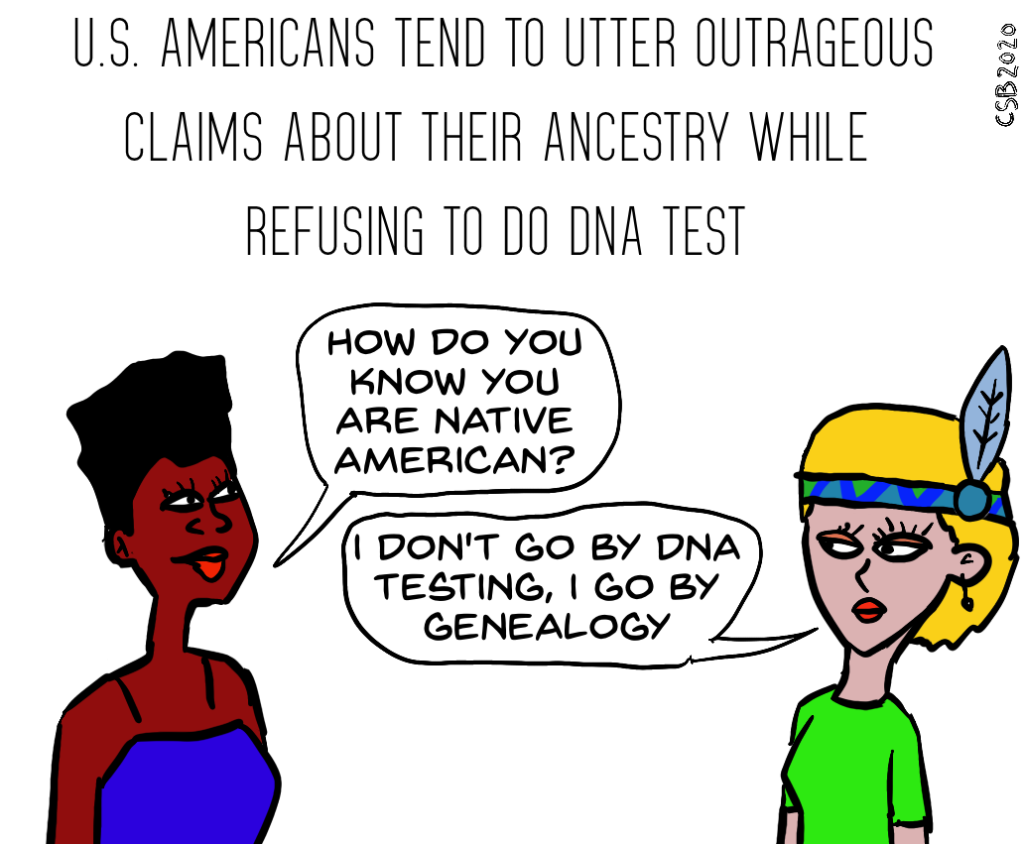 U.S. AMERICANS TEND TO UTTER OUTRAGEOUS
CLAIMS ABOUT THEIR ANCESTRY WHILE
REFUSING TO DO DNA TEST
CSB2020
HOW DO YOU
KNOW YOU
ARE NATIVE
AMERICAN?
I DON'T GO BY DNA
TESTING, I GO BY
GENEALOGY